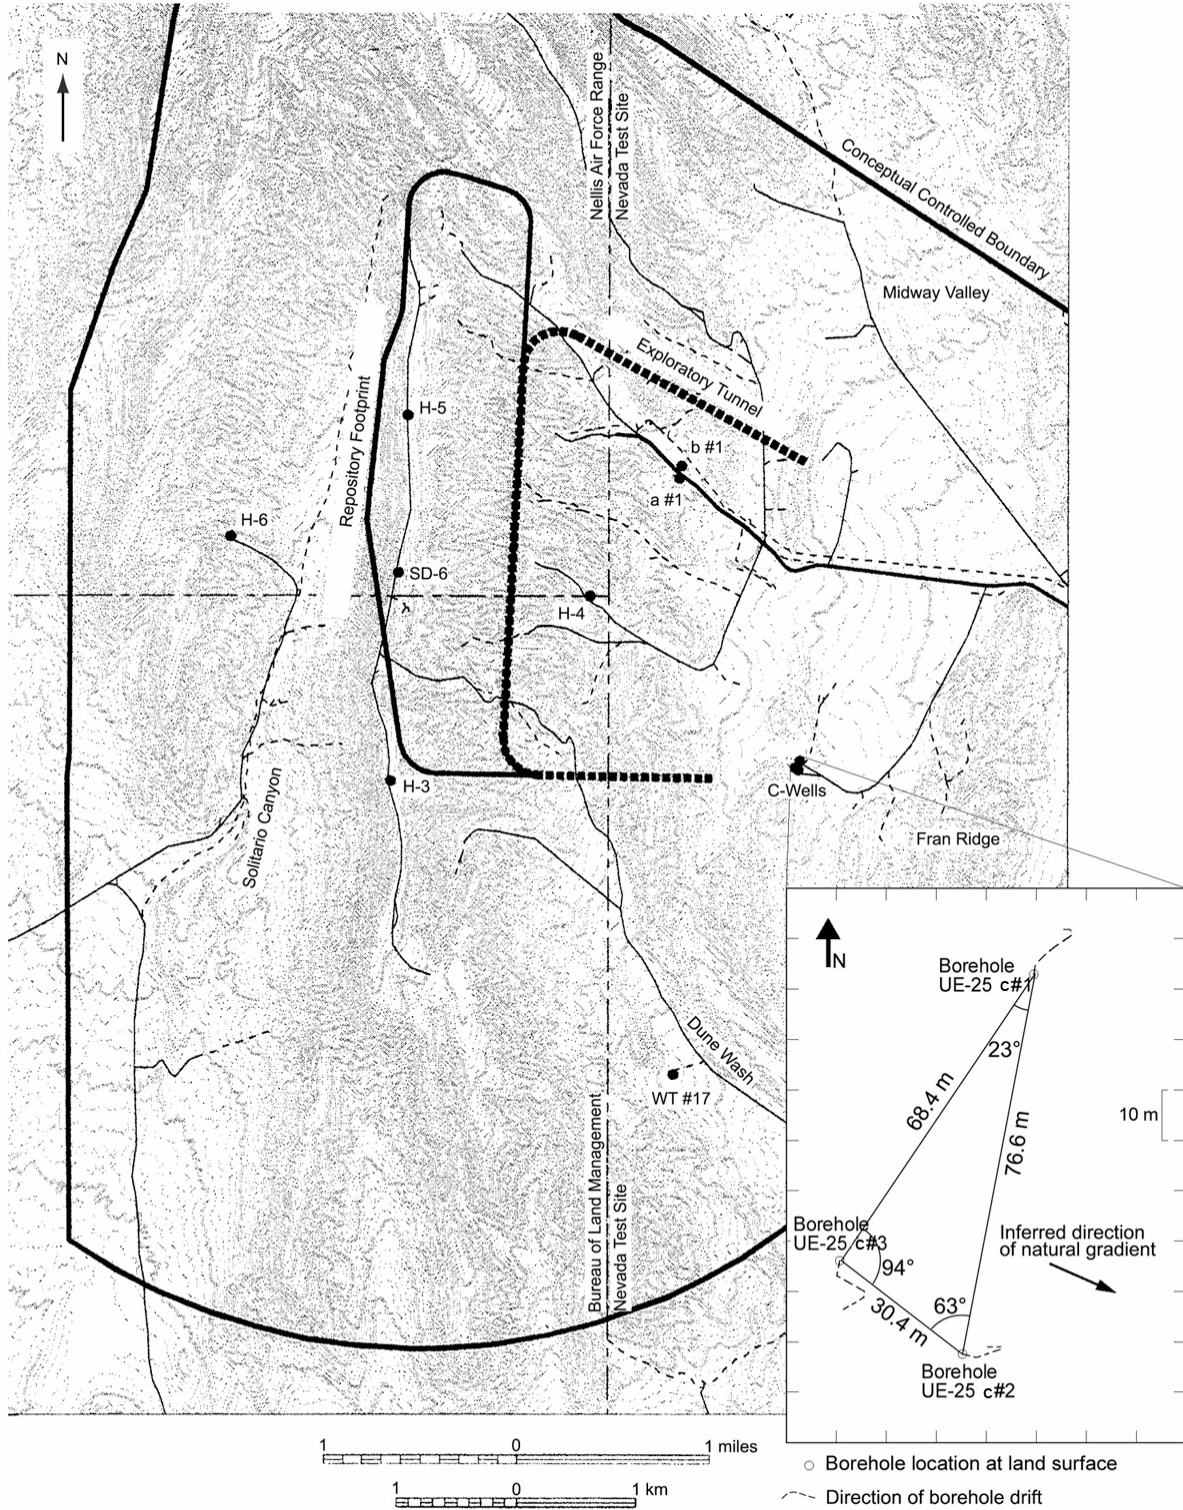 N
Nellis Air Force Range
Nevada Test Site
Conceptual Controlled Boundary
Midway Valley
Exploratory Tunnel
Repository Footprint
H-5
b #1
a #1
H-6
SD-6
H-4
H-3
C-Wells
Solitario Canyon
Fran Ridge
Dune Wash
WT #17
Bureau of Land Management
Nevada Test Site
N
Borehole
UE-25 c#1
23°
68.4 m
76.6 m
10 m
Borehole
UE-25 c#3
94°
Inferred direction
of natural gradient
30.4 m
63°
Borehole
UE-25 c#2
1 0 1 miles
1 0 1 km
Borehole location at land surface
Direction of borehole drift